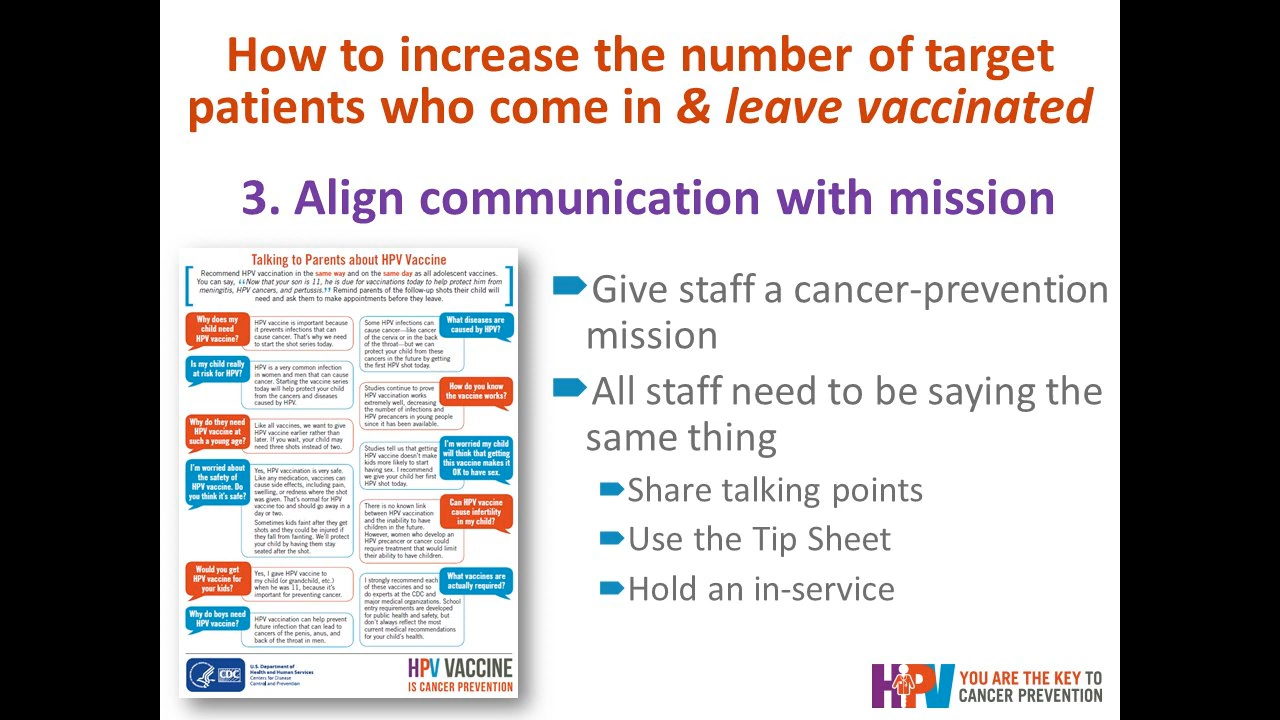 How to increase the number of target
patients who come in & leave vaccinated
3. Align communication with mission
Talking to Parents about HPV Vaccine
Recommend HPV vaccination in the same way and on the same day as all adolescent vaccines.
You can say, “Now that your son is 11, he is due for vaccinations today to help protect him from
meningitis, HPV cancers, and pertussis.” Remind parents of the follow-up shots their child will
need and ask them to make appointments before they leave.
Why does my
child need
HPV vaccine?
HPV vaccine is important because
it prevents infections that can
cause cancer. That's why we need
to start the shot series today.
Is my child really
at risk for HPV?
HPV is a very common infection
in women and men that can cause
cancer. Starting the vaccine series
today will help protect your child
from the cancers and diseases
caused by HPV.
Why do they need
HPV vaccine at
such a young age?
Like all vaccines, we want to give
HPV vaccine earlier rather than
later. If you wait, your child may
need three shots instead of two.
I'm worried about
the safety of
HPV vaccine. Do
you think it's safe?
Yes, HPV vaccination is very safe.
Like any medication, vaccines can
cause side effects, including pain,
swelling, or redness where the shot
was given. That's normal for HPV
vaccine too and should go away in a
day or two.
Sometimes kids faint after they get
shots and they could be injured if
they fall from fainting. We'll protect
your child by having them stay
seated after the shot.
Would you get
HPV vaccine for
your kids?
Yes, I gave HPV vaccine to
my child (or grandchild, etc.)
when he was 11, because it's
important for preventing cancer.
Why do boys need
HPV vaccine?
HPV vaccination can help prevent
future infection that can lead to
cancers of the penis, anus, and
back of the throat in men.
What diseases are
caused by HPV?
Some HPV infections can
cause cancer—like cancer
of the cervix or in the back
of the throat—but we can
protect your child from these
cancers in the future by getting
the first HPV shot today.
How do you know
the vaccine works?
Studies continue to prove
HPV vaccination works
extremely well, decreasing
the number of infections and
HPV precancers in young people
since it has been available.
I'm worried my child
will think that getting
this vaccine makes it
OK to have sex.
Studies tell us that getting
HPV vaccine doesn't make
kids more likely to start
having sex. I recommend
we give your child her first
HPV shot today.
Can HPV vaccine
cause infertility
in my child?
There is no known link
between HPV vaccination
and the inability to have
children in the future.
However, women who develop an
HPV precancer or cancer could
require treatment that would limit
their ability to have children.
What vaccines are
actually required?
I strongly recommend each
of these vaccines and so
do experts at the CDC and
major medical organizations. School
entry requirements are developed
for public health and safety, but
don't always reflect the most
current medical recommendations
for your child's health.
CDC
U.S. Department of
Health and Human Services
Centers for Disease
Control and Prevention
HPV VACCINE
IS CANCER PREVENTION
Give staff a cancer-prevention
mission
All staff need to be saying the
same thing
Share talking points
Use the Tip Sheet
Hold an in-service
HPV
YOU ARE THE KEY TO
CANCER PREVENTION